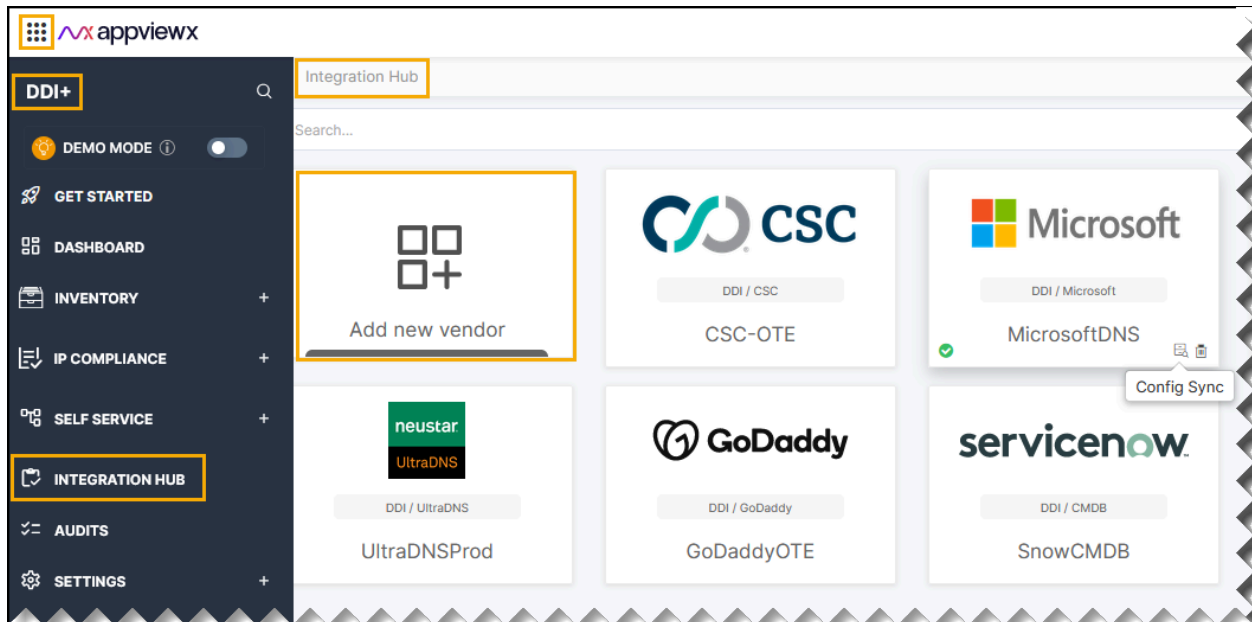 appviewx
DDI+
DEMO MODE
GET STARTED
DASHBOARD
INVENTORY +
IP COMPLIANCE +
SELF SERVICE +
INTEGRATION HUB
AUDITS
SETTINGS +
Integration Hub
Search...
Add new vendor
CSC
DDI / CSC
CSC-OTE
Microsoft
DDI / Microsoft
MicrosoftDNS
Config Sync
neustar
UltraDNS
DDI / UltraDNS
UltraDNSProd
GoDaddy
DDI / GoDaddy
GoDaddyOTE
servicenow.
DDI / CMDB
SnowCMDB